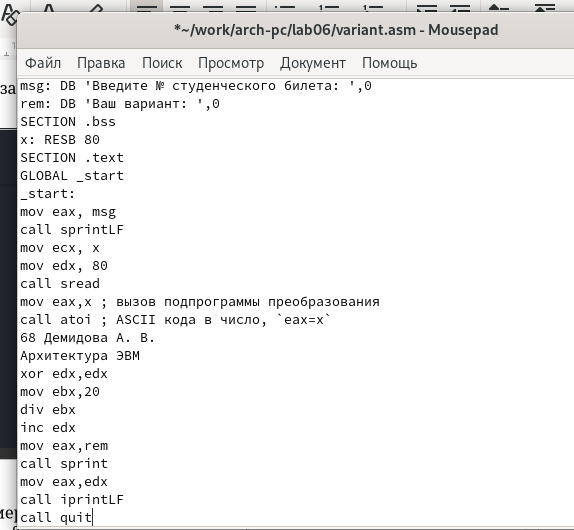 *~/work/arch-pc/lab06/variant.asm - Mousepad
Файл Правка Поиск Просмотр Документ Помощь
msg: DB 'Введите № студенческого билета: ',0
rem: DB 'Ваш вариант: ',0
SECTION .bss
x: RESB 80
SECTION .text
GLOBAL _start
_start:
mov eax, msg
call sprintLF
mov ecx, x
mov edx, 80
call sread
mov eax,x ; вызов подпрограммы преобразования
call atoi ; ASCII кода в число, `eax=x`
68 Демидова А. В.
Архитектура ЭВМ
xor edx,edx
mov ebx,20
div ebx
inc edx
mov eax,rem
call sprint
mov eax,edx
call iprintLF
call quit